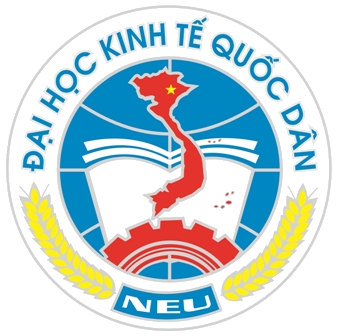 ĐẠI HỌC KINH TẾ QUỐC DÂN
NEU